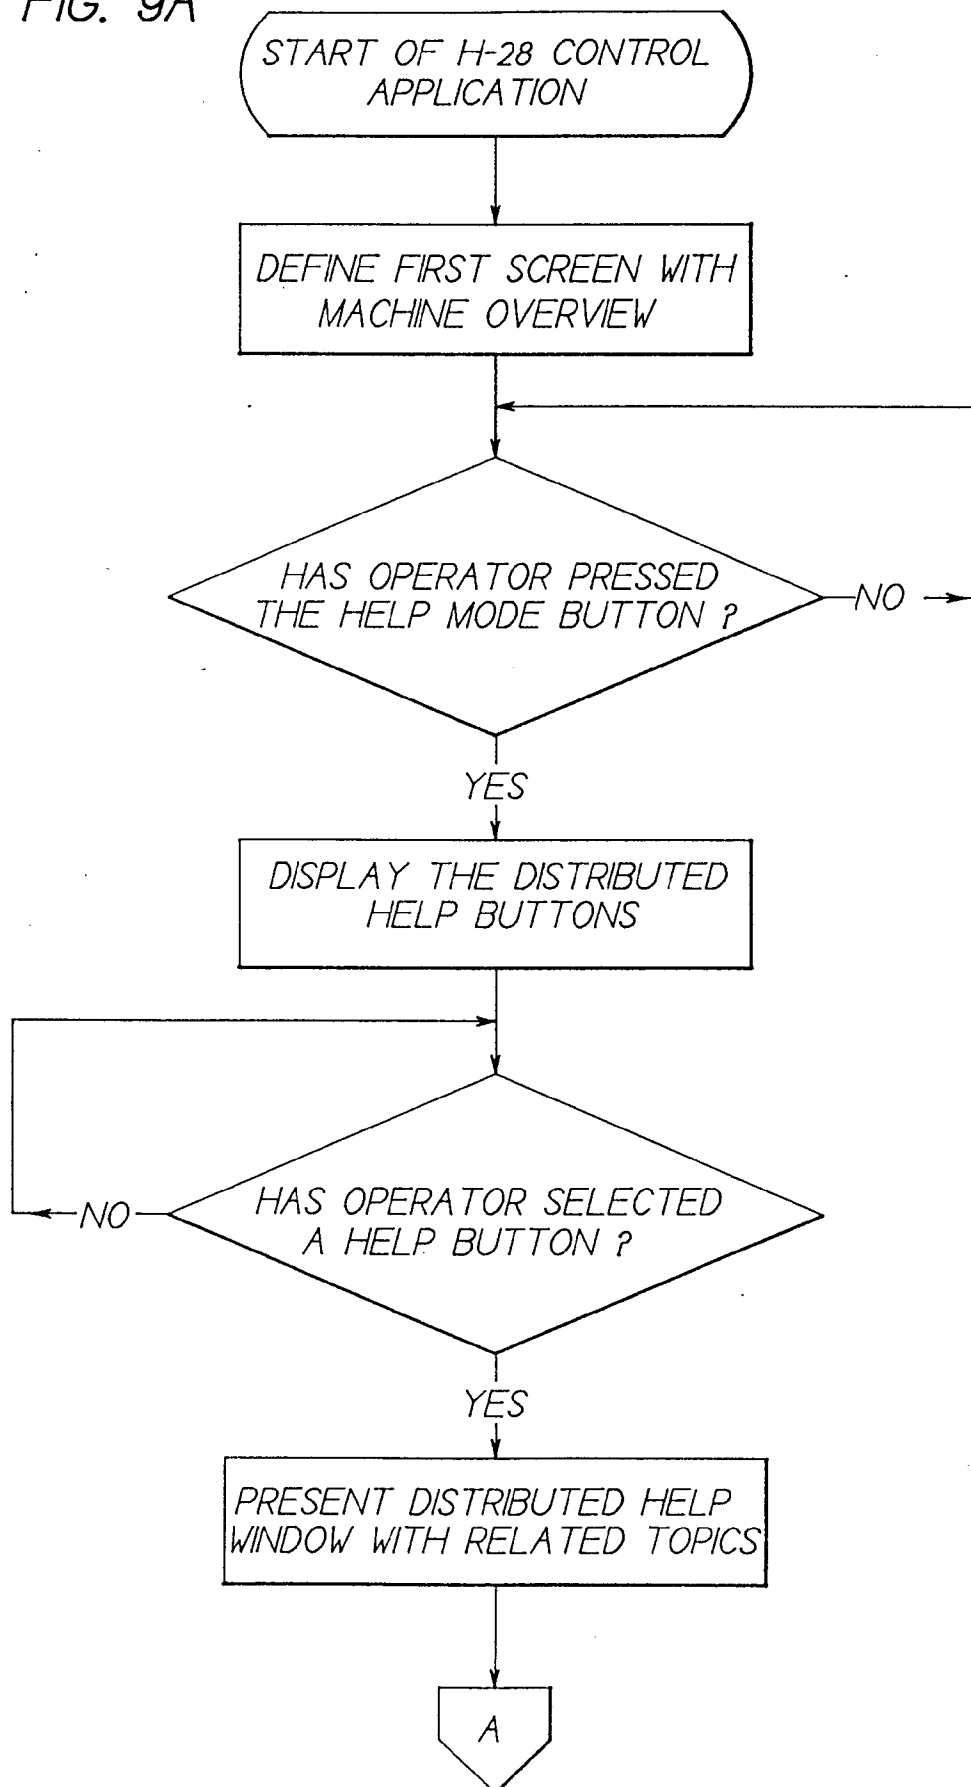 FIG. 9A
START OF H-28 CONTROL
APPLICATION
DEFINE FIRST SCREEN WITH
MACHINE OVERVIEW
HAS OPERATOR PRESSED
THE HELP MODE BUTTON ?
NO
YES
DISPLAY THE DISTRIBUTED
HELP BUTTONS
HAS OPERATOR SELECTED
A HELP BUTTON ?
NO
YES
PRESENT DISTRIBUTED HELP
WINDOW WITH RELATED TOPICS
A